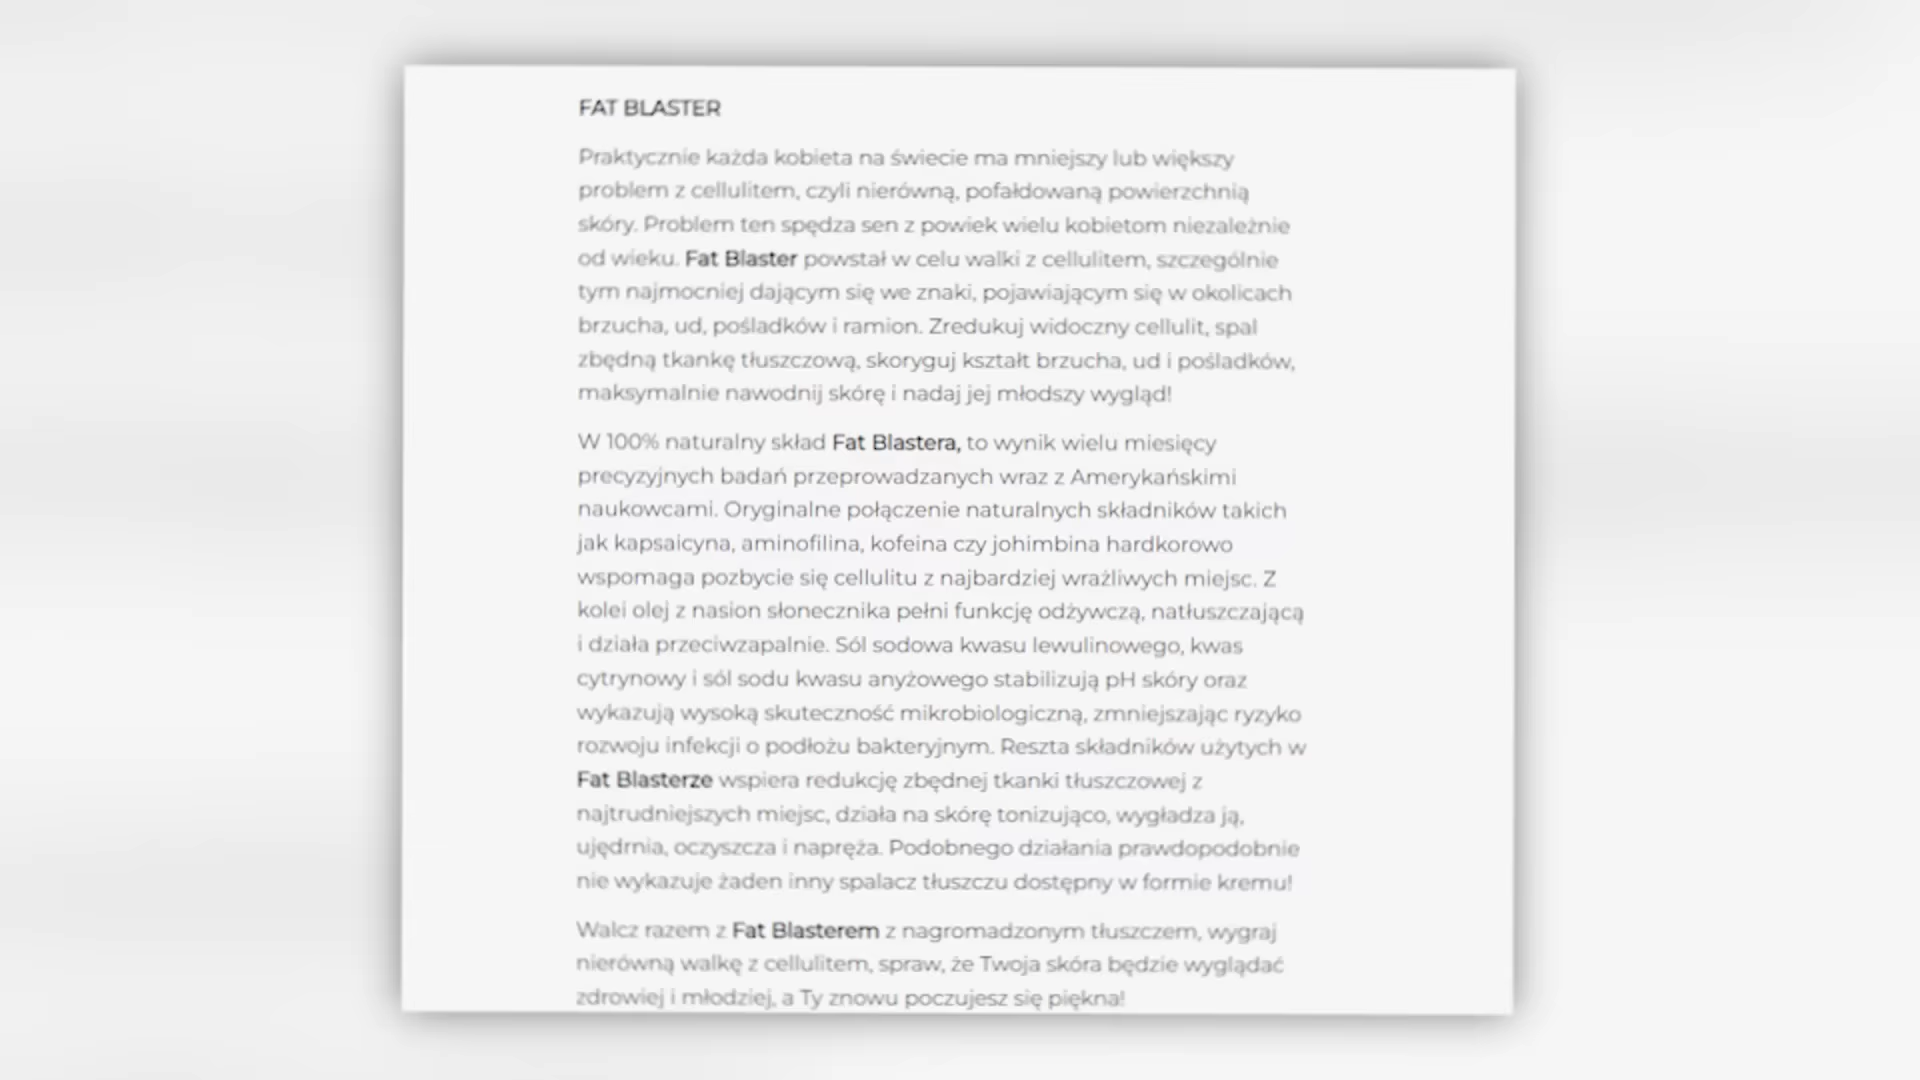 FAT BLASTER
Praktycznie każda kobieta na świecie ma mniejszy lub większy
problem z cellulitem, czyli nierówną, pofałdowaną powierzchnią
skóry. Problem ten spędza sen z powiek wielu kobietom niezależnie
od wieku. Fat Blaster powstał w celu walki z cellulitem, szczególnie
tym najmocniej dającym się we znaki, pojawiającym się w okolicach
brzucha, ud, pośladków i ramion. Zredukuj widoczny cellulit, spal
zbędną tkankę tłuszczową, skoryguj kształt brzucha, ud i pośladków,
maksymalnie nawodnij skórę i nadaj jej młodszy wygląd!
W 100% naturalny skład Fat Blastera, to wynik wielu miesięcy
precyzyjnych badań przeprowadzanych wraz z Amerykańskimi
naukowcami. Oryginalne połączenie naturalnych składników takich
jak kapsaicyna, aminofilina, kofeina czy johimbina hardkorowo
wspomaga pozbycie się cellulitu z najbardziej wrażliwych miejsc. Z
kolei olej z nasion słonecznika pełni funkcję odżywczą, natłuszczającą
i działa przeciwzapalnie. Sól sodowa kwasu lewulinowego, kwas
cytrynowy i sól sodu kwasu anyżowego stabilizują pH skóry oraz
wykazują wysoką skuteczność mikrobiologiczną, zmniejszając ryzyko
rozwoju infekcji o podłożu bakteryjnym. Reszta składników użytych w
Fat Blasterze wspiera redukcję zbędnej tkanki tłuszczowej z
najtrudniejszych miejsc, działa na skórę tonizująco, wygładza ją,
ujędrnia, oczyszcza i napręża. Podobnego działania prawdopodobnie
nie wykazuje żaden inny spalacz tłuszczu dostępny w formie kremu!
Walcz razem z Fat Blasterem z nagromadzonym tłuszczem, wygraj
nierówną walkę z cellulitem, spraw, że Twoja skóra będzie wyglądać
zdrowiej i młodziej, a Ty znowu poczujesz się piękna!